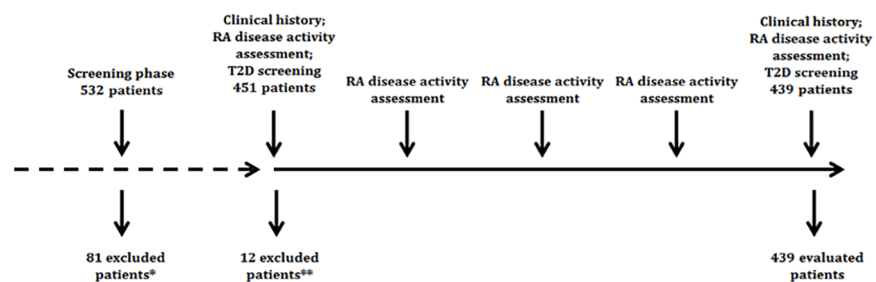 Screening phase
532 patients
Clinical history;
RA disease activity
assessment;
T2D screening
451 patients
RA disease activity
assessment
RA disease activity
assessment
RA disease activity
assessment
Clinical history;
RA disease activity
assessment;
T2D screening
439 patients
81 excluded
patients*
12 excluded
patients**
439 evaluated
patients